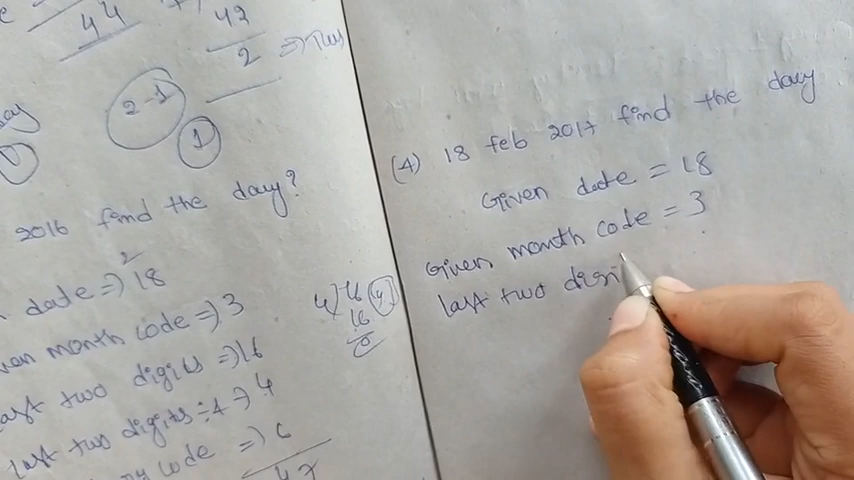 44
42
2 => Tues
2-1
1
2016 find the day?
date => 18
month code => 3
last two digits => 16
last two digits ÷ 4 => 4
code => 6
47
4) 16 (4
16
0
(4) 18 feb 2017 find the day
Given date = 18
Given month code = 3
last two digi